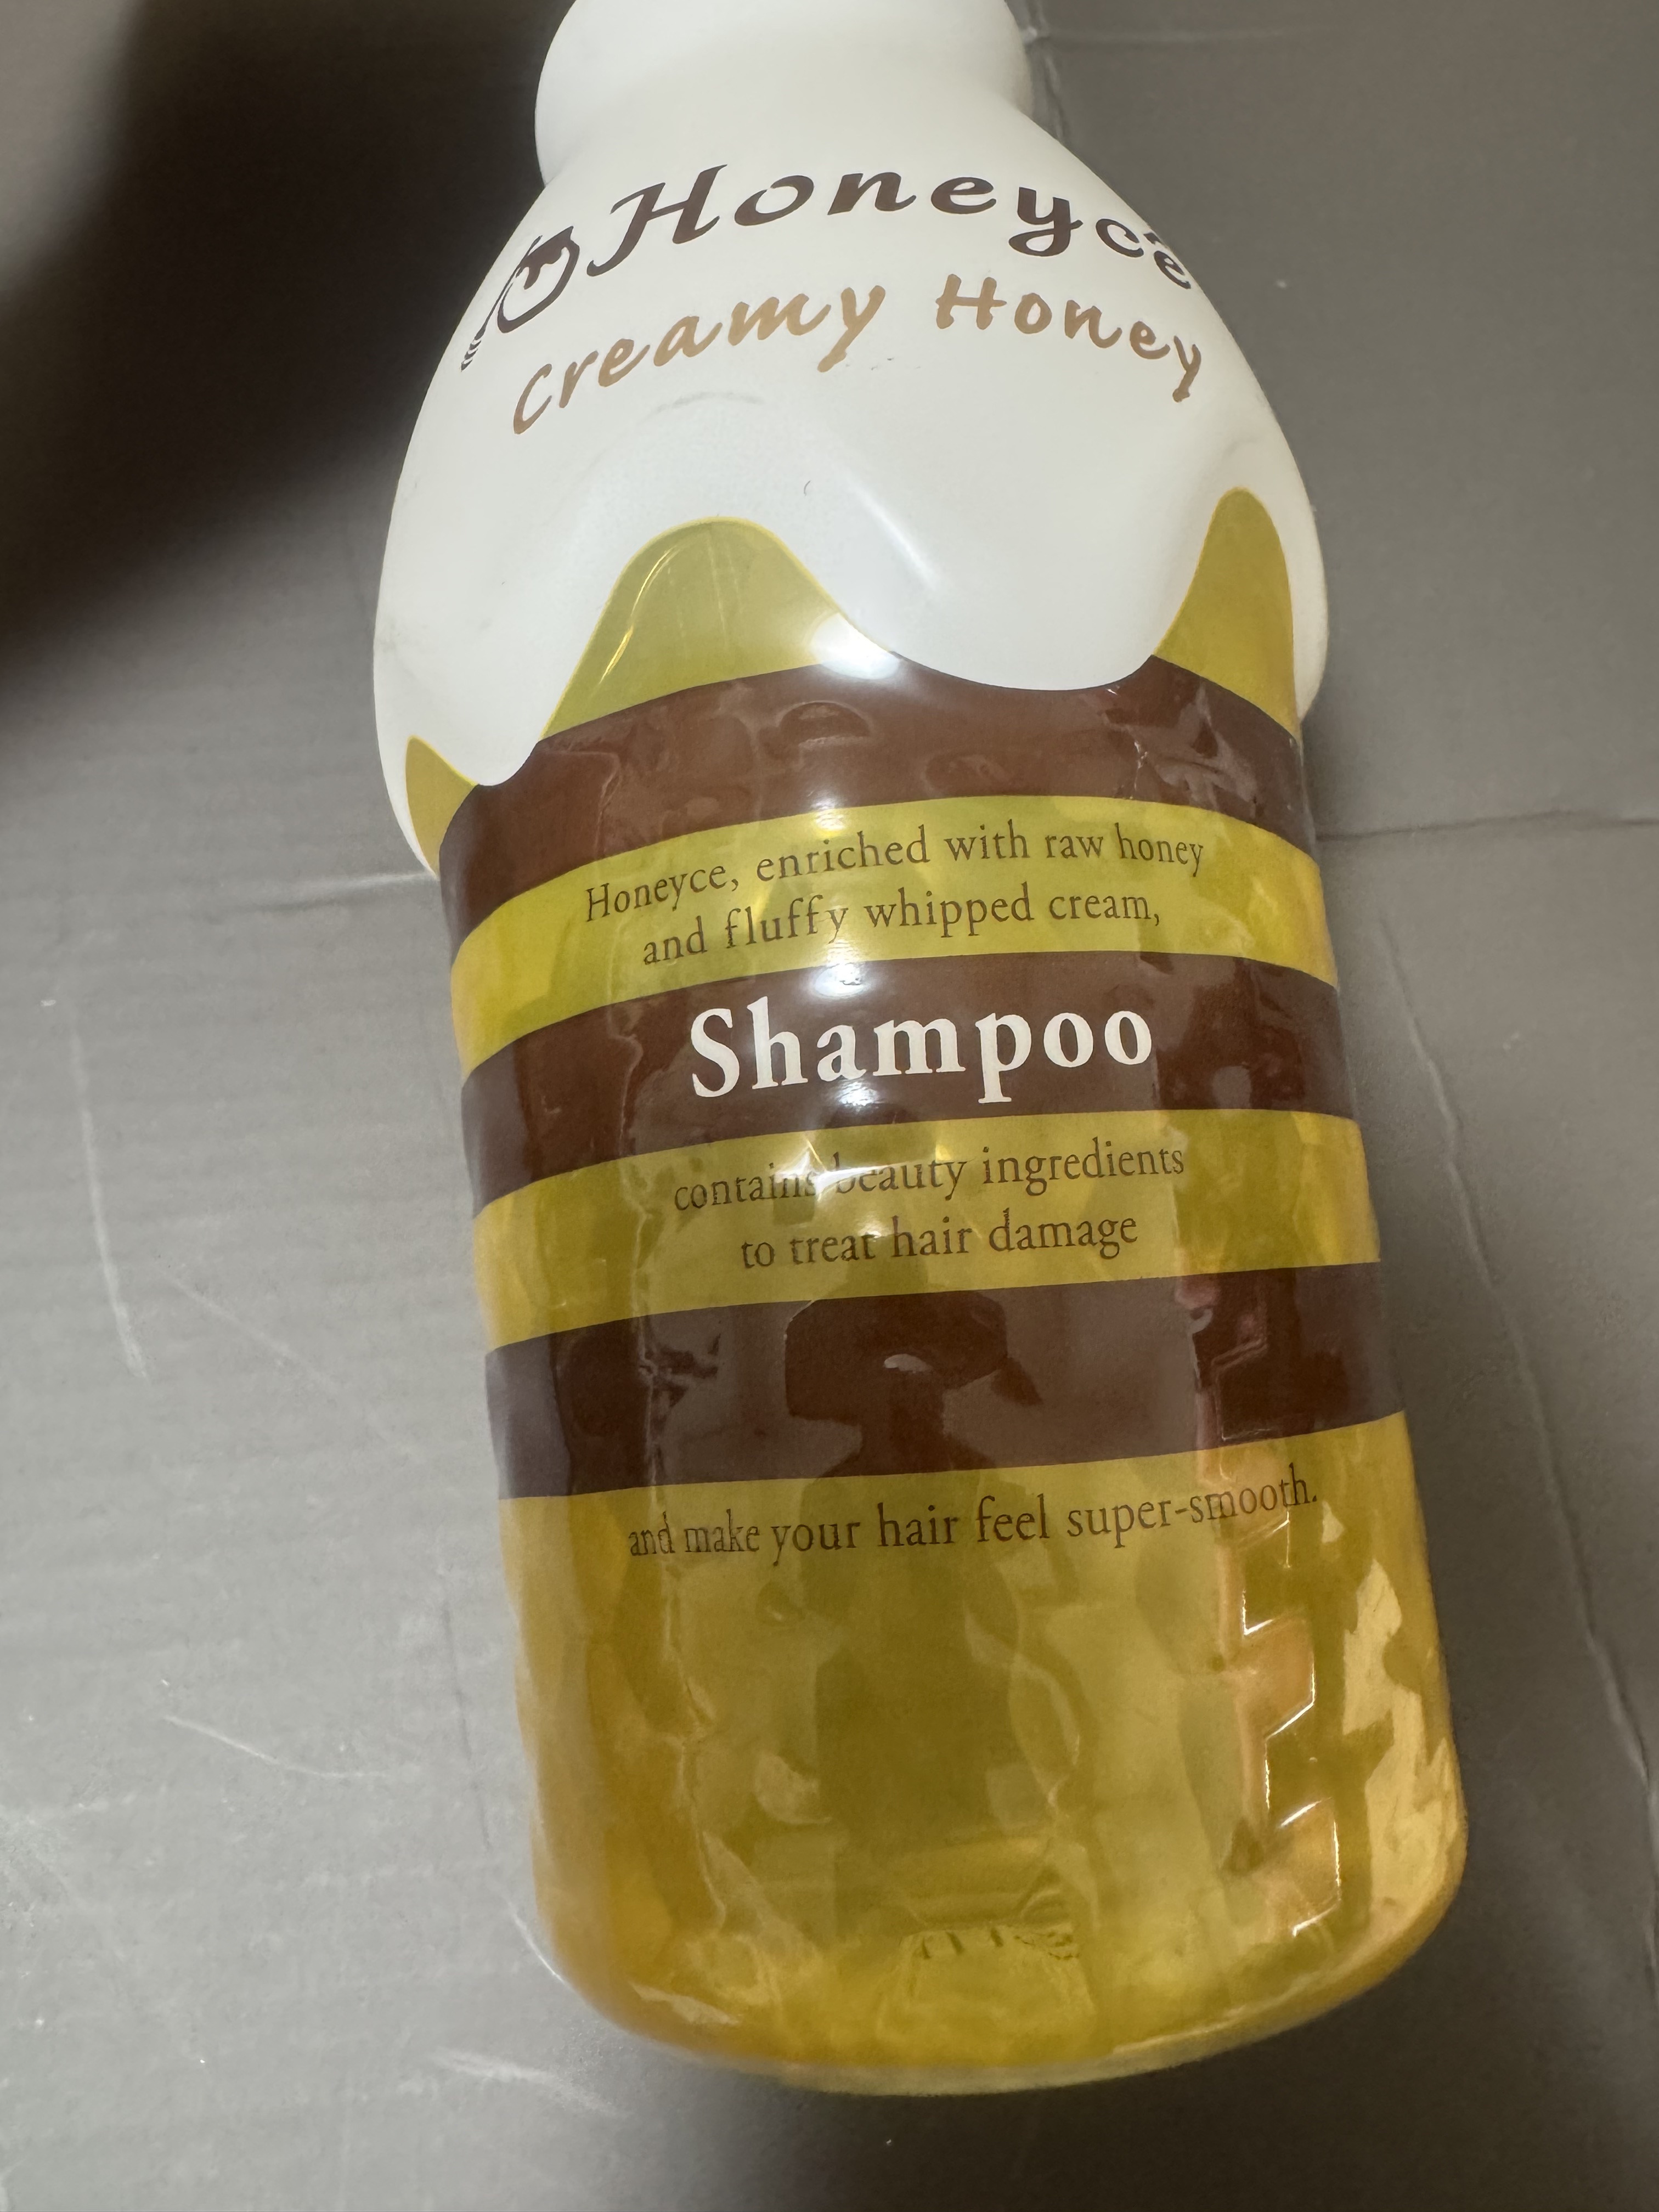 Honeyce
Creamy Honey
Honeyce, enriched with raw honey
and fluffy whipped cream,
Shampoo
contains beauty ingredients
to treat hair damage
and make your hair feel super-smooth.